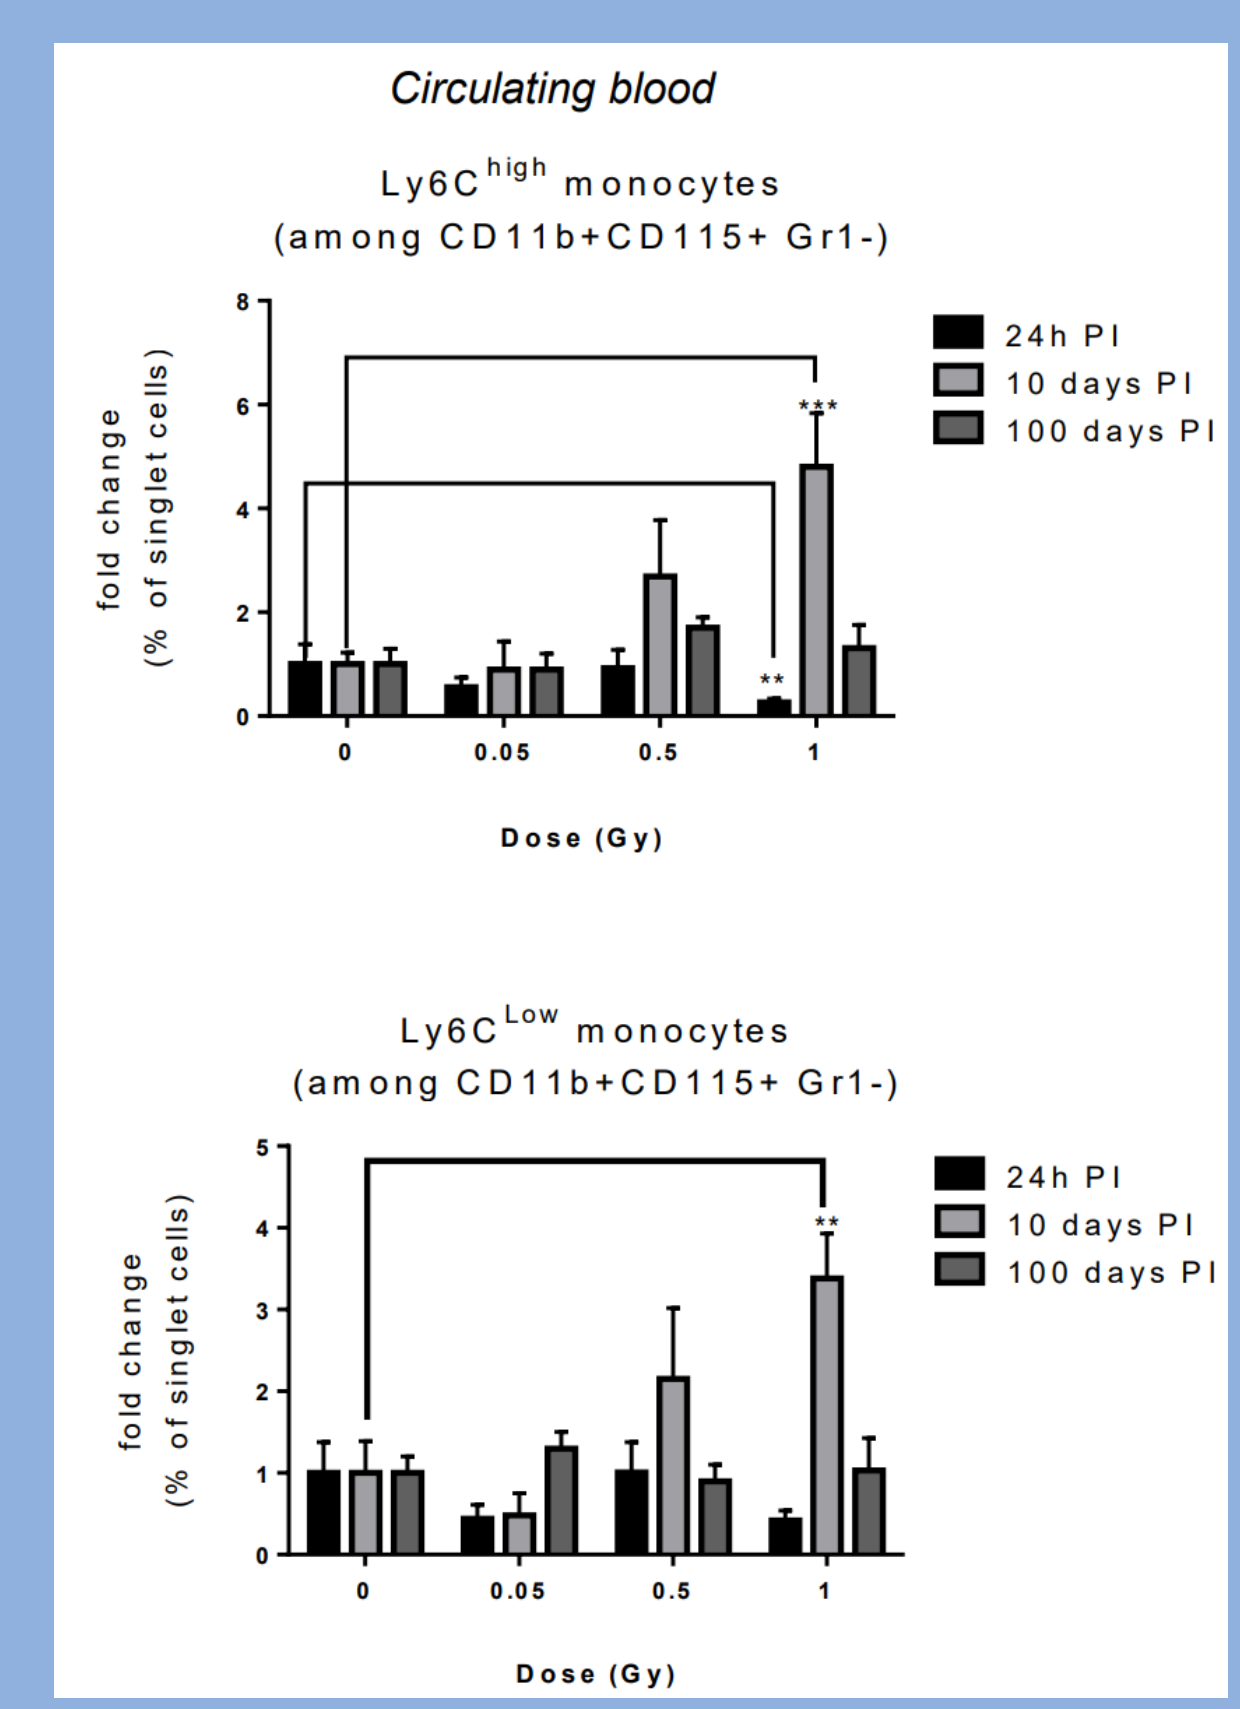 Circulating blood
Ly6C high monocytes
(among CD11b+CD115+ Gr1-)
fold change
(% of singlet cells)
8
6
4
2
0
***
**
0 0.05 0.5 1
Dose (Gy)
24h PI
10 days PI
100 days PI
Ly6C Low monocytes
(among CD11b+CD115+ Gr1-)
fold change
(% of singlet cells)
5
4
3
2
1
0
**
0 0.05 0.5 1
Dose (Gy)
24h PI
10 days PI
100 days PI